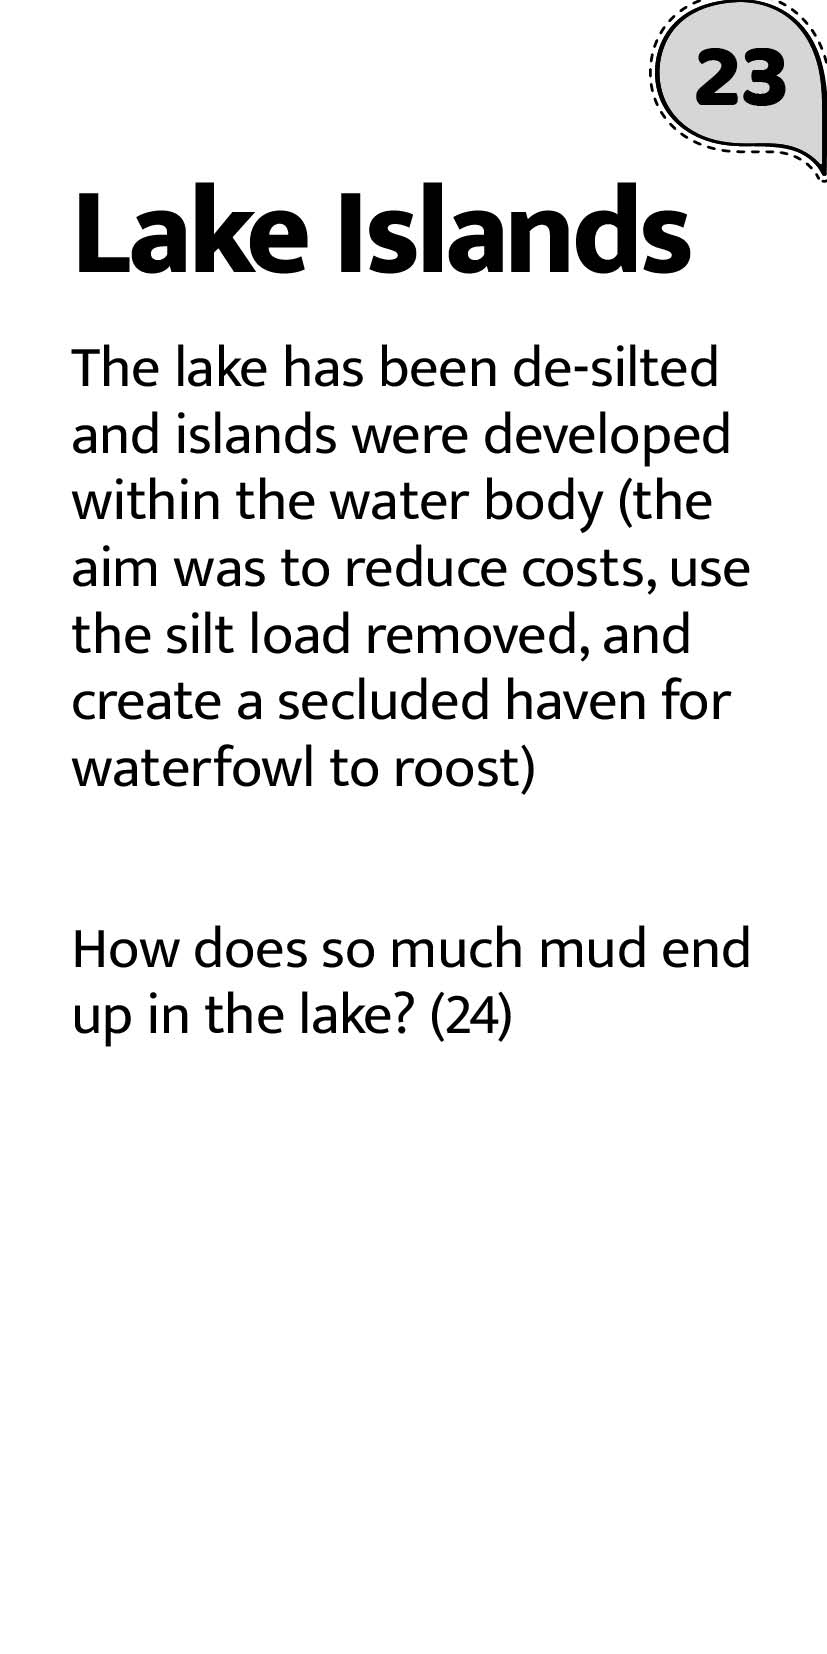 23
Lake Islands
The lake has been de-silted
and islands were developed
within the water body (the
aim was to reduce costs, use
the silt load removed, and
create a secluded haven for
waterfowl to roost)
How does so much mud end
up in the lake? (24)